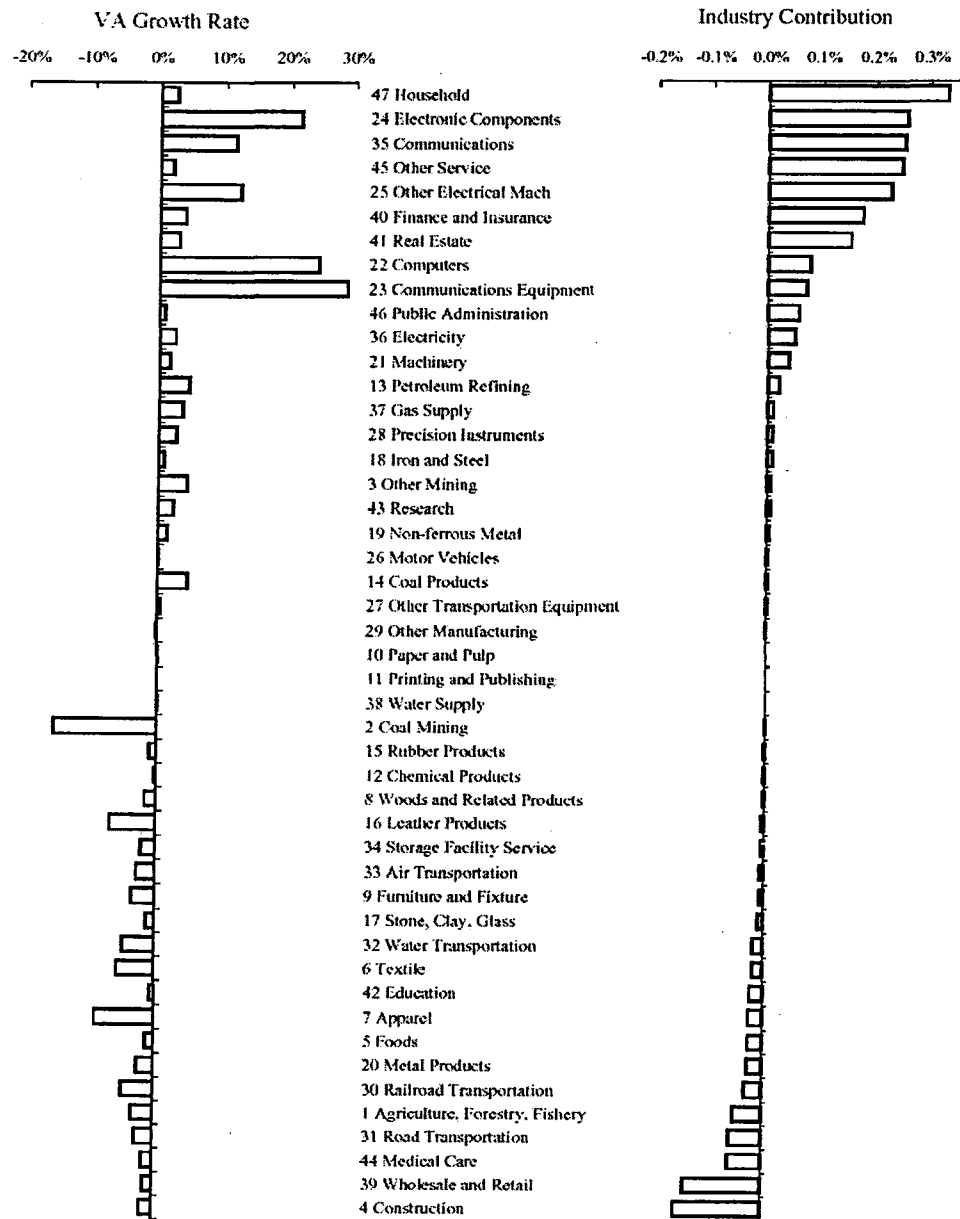 VA Growth Rate
Industry Contribution
-20% -10% 0% 10% 20% 30%
-0.2% -0.1% 0.0% 0.1% 0.2% 0.3%
47 Household
24 Electronic Components
35 Communications
45 Other Service
25 Other Electrical Mach
40 Finance and Insurance
41 Real Estate
22 Computers
23 Communications Equipment
46 Public Administration
36 Electricity
21 Machinery
13 Petroleum Refining
37 Gas Supply
28 Precision Instruments
18 Iron and Steel
3 Other Mining
43 Research
19 Non-ferrous Metal
26 Motor Vehicles
14 Coal Products
27 Other Transportation Equipment
29 Other Manufacturing
10 Paper and Pulp
11 Printing and Publishing
38 Water Supply
2 Coal Mining
15 Rubber Products
12 Chemical Products
8 Woods and Related Products
16 Leather Products
34 Storage Facility Service
33 Air Transportation
9 Furniture and Fixture
17 Stone, Clay, Glass
32 Water Transportation
6 Textile
42 Education
7 Apparel
5 Foods
20 Metal Products
30 Railroad Transportation
1 Agriculture, Forestry, Fishery
31 Road Transportation
44 Medical Care
39 Wholesale and Retail
4 Construction